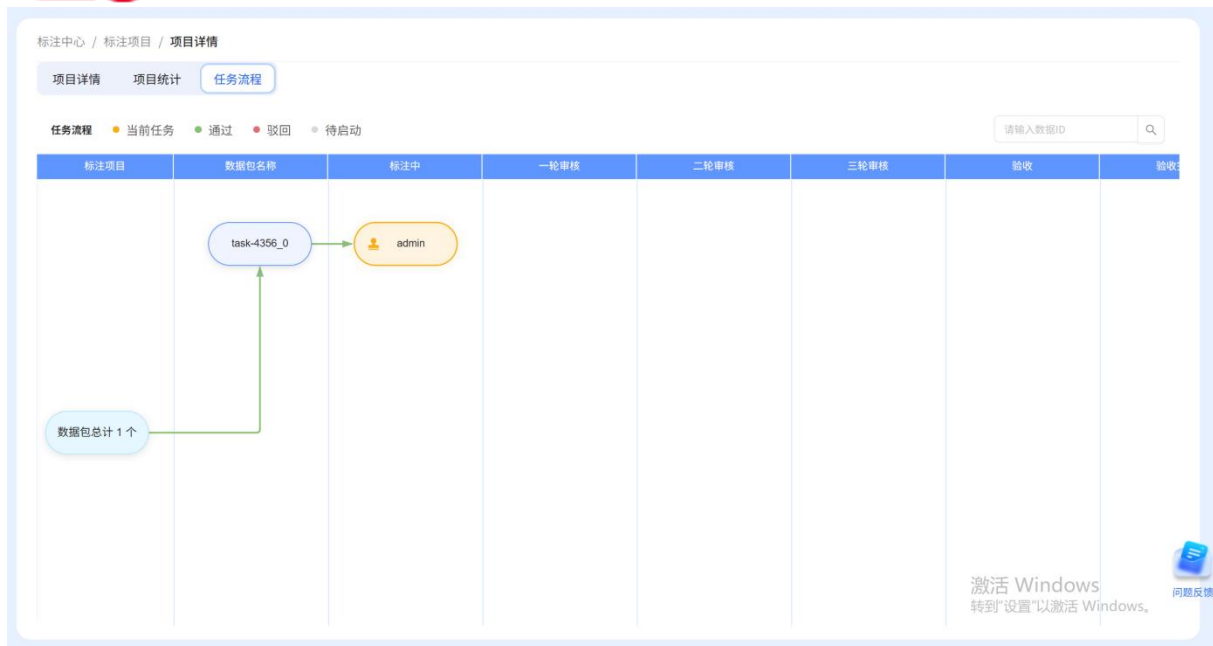 标注中心 / 标注项目 / 项目详情
项目详情 项目统计 任务流程
任务流程 当前任务 通过 驳回 待启动 请输入数据ID
标注项目 数据包名称 标注中 一轮审核 二轮审核 三轮审核 验收 验收
task-4356_0 admin
数据包总计 1 个
激活 Windows
转到"设置"以激活 Windows。
问题反馈